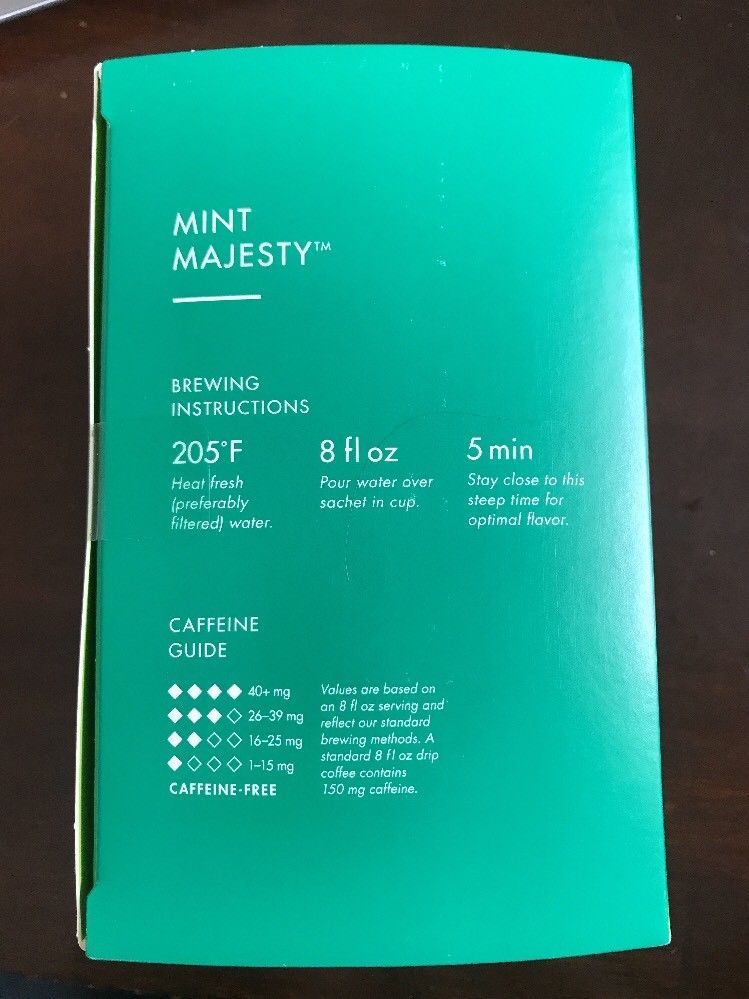 MINT
MAJESTY™
BREWING
INSTRUCTIONS
205°F
Heat fresh
(preferably
filtered) water.
8 fl oz
Pour water over
sachet in cup.
5 min
Stay close to this
steep time for
optimal flavor.
CAFFEINE
GUIDE
◆◆◆◆ 40+ mg
◆◆◆◇ 26–39 mg
◆◆◇◇ 16–25 mg
◆◇◇◇ 1–15 mg
CAFFEINE-FREE
Values are based on
an 8 fl oz serving and
reflect our standard
brewing methods. A
standard 8 fl oz drip
coffee contains
150 mg caffeine.